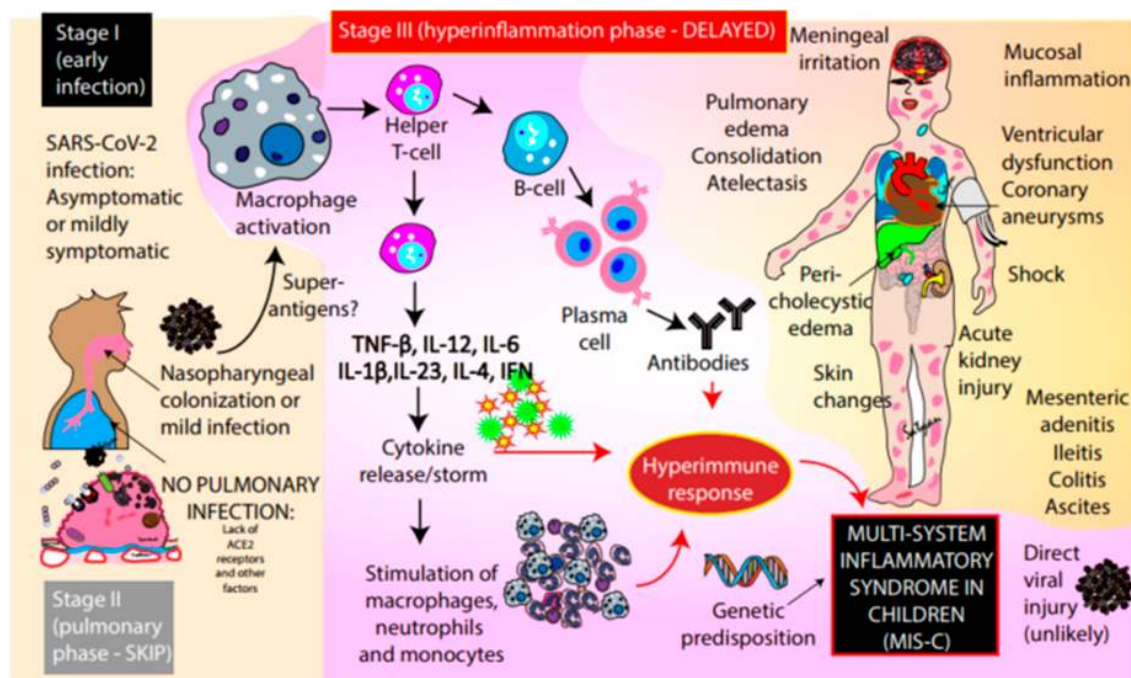 Stage I
(early
infection)
SARS-CoV-2
infection:
Asymptomatic
or mildly
symptomatic
Nasopharyngeal
colonization or
mild infection
NO PULMONARY
INFECTION:
Lack of
ACE2
receptors
and other
factors
Stage II
(pulmonary
phase - SKIP)
Stage III (hyperinflammation phase - DELAYED)
Macrophage
activation
Super-
antigens?
Helper
T-cell
B-cell
Plasma
cell
Antibodies
TNF-β, IL-12, IL-6
IL-1β,IL-23, IL-4, IFN
Cytokine
release/storm
Stimulation of
macrophages,
neutrophils
and monocytes
Hyperimmune
response
Genetic
predisposition
MULTI-SYSTEM
INFLAMMATORY
SYNDROME IN
CHILDREN
(MIS-C)
Direct
viral
injury
(unlikely)
Meningeal
irritation
Mucosal
inflammation
Pulmonary
edema
Consolidation
Atelectasis
Ventricular
dysfunction
Coronary
aneurysms
Peri-
cholecystic
edema
Shock
Acute
kidney
injury
Skin
changes
Mesenteric
adenitis
Ileitis
Colitis
Ascites